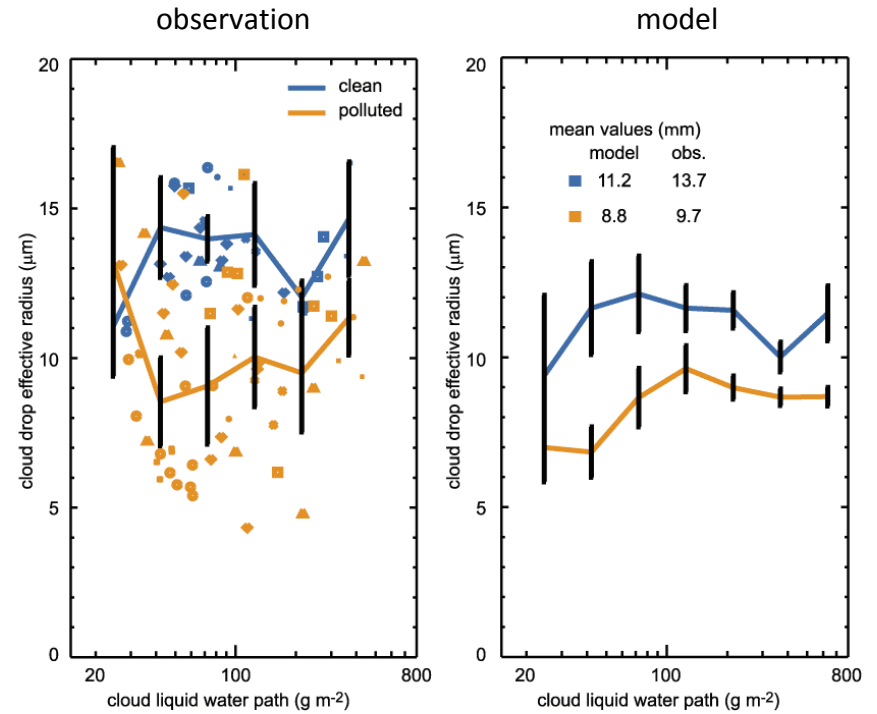 observation
model
20
15
10
5
0
cloud drop effective radius (μm)
clean
polluted
20
100
800
cloud liquid water path (g m-2)
20
15
10
5
0
cloud drop effective radius (μm)
mean values (mm)
model obs.
11.2 13.7
8.8 9.7
20
100
800
cloud liquid water path (g m-2)